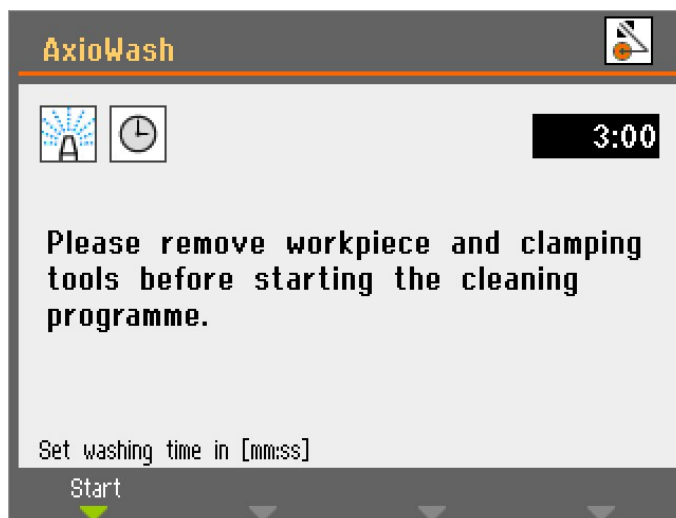 AxioWash
3:00
Please remove workpiece and clamping
tools before starting the cleaning
programme.
Set washing time in [mm:ss]
Start